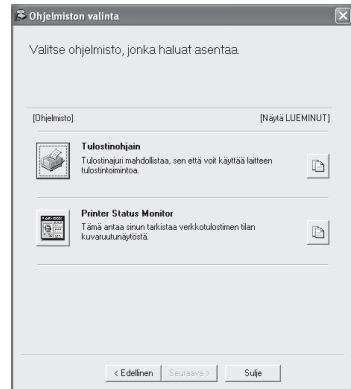 Ohjelmiston valinta
Valitse ohjelmisto, jonka haluat asentaa.
[Ohjelmisto] [Näytä LUEMINUT]
Tulostinohjain
Tulostinajuri mahdollistaa, sen että voit käyttää laitteen
tulostintoimintoa.
Printer Status Monitor
Tämä antaa sinun tarkistaa verkkotulostimen tilan
kuvaruutunäytöstä.
< Edellinen Seuraava > Sulje